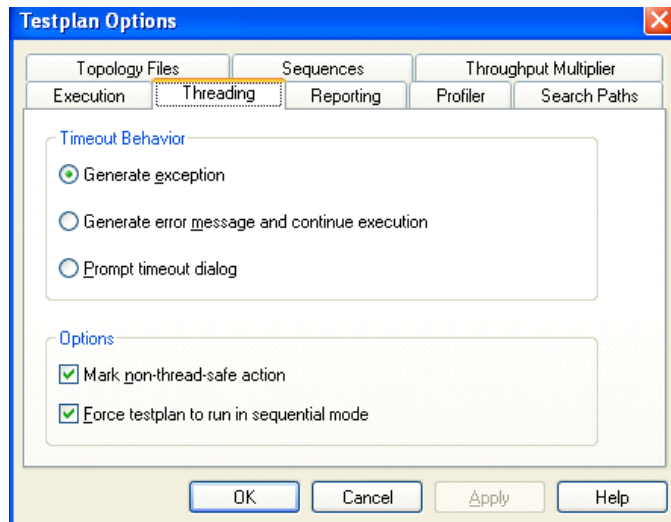 Testplan Options
Topology Files Sequences Throughput Multiplier
Execution Threading Reporting Profiler Search Paths
Timeout Behavior
Generate exception
Generate error message and continue execution
Prompt timeout dialog
Options
Mark non-thread-safe action
Force testplan to run in sequential mode
OK Cancel Apply Help